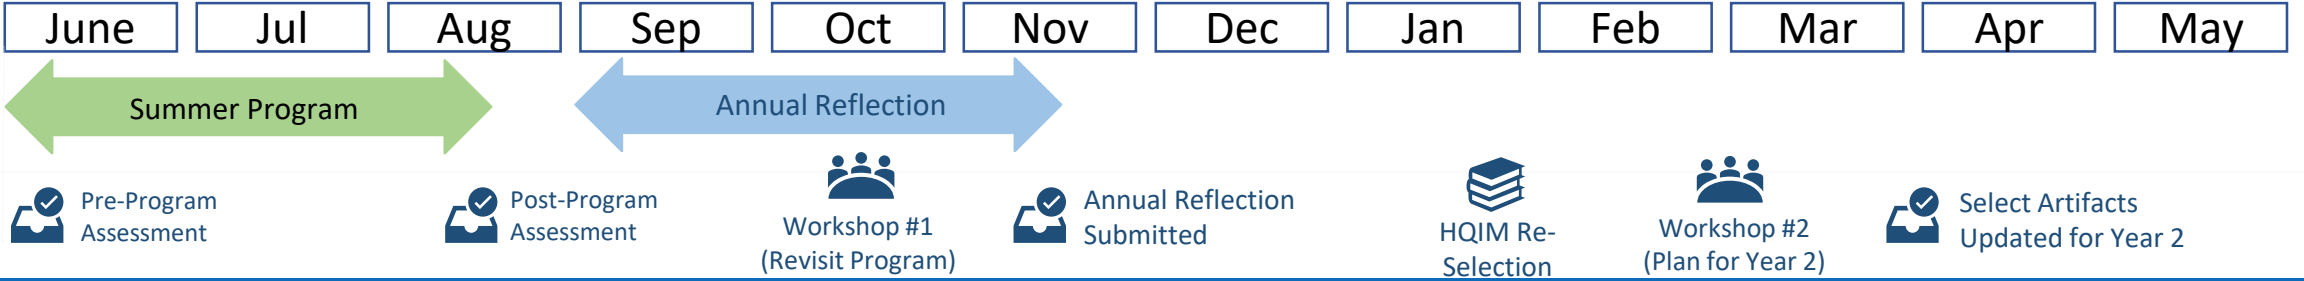 June Jul Aug Sep Oct Nov Dec Jan Feb Mar Apr May
Summer Program
Annual Reflection
Pre-Program
Assessment
Post-Program
Assessment
Workshop #1
(Revisit Program)
Annual Reflection
Submitted
HQIM Re-
Selection
Workshop #2
(Plan for Year 2)
Select Artifacts
Updated for Year 2